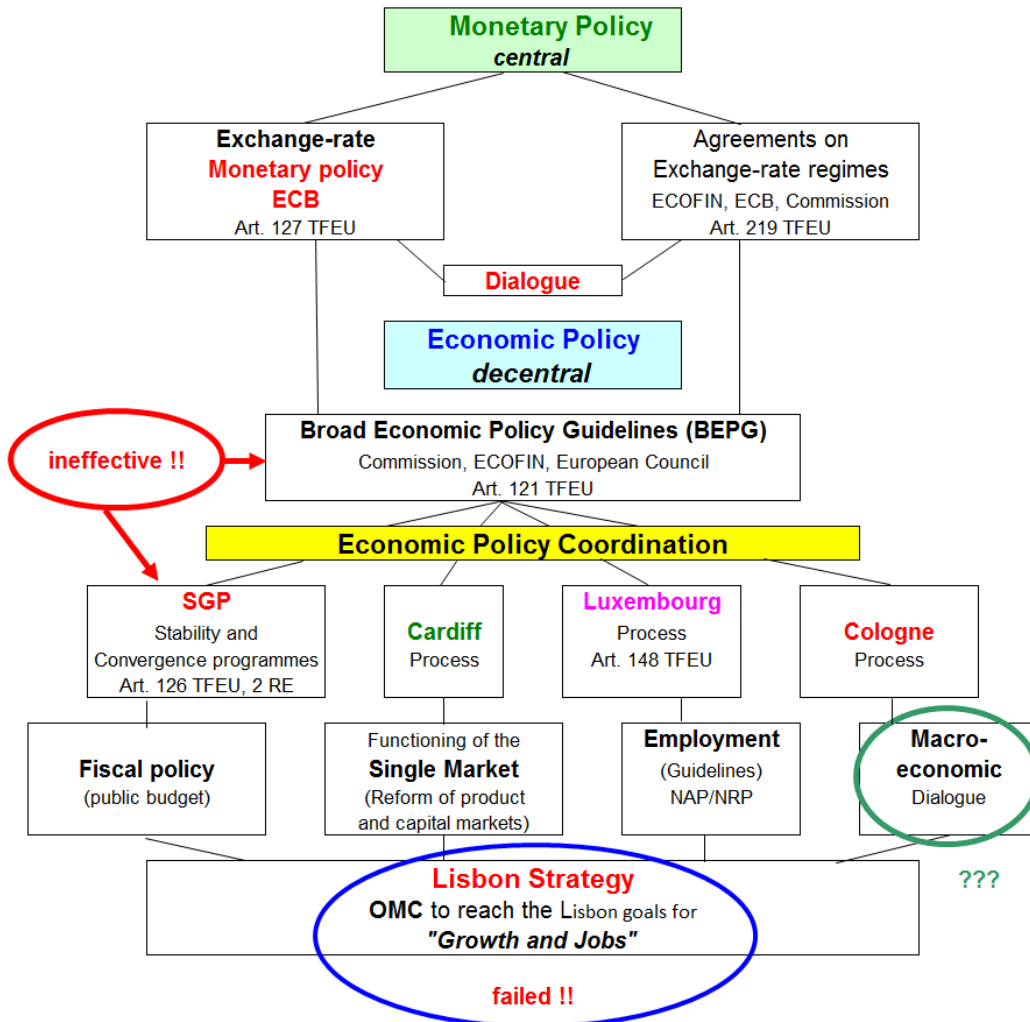 Monetary Policy
central
Exchange-rate
Monetary policy
ECB
Art. 127 TFEU
Agreements on
Exchange-rate regimes
ECOFIN, ECB, Commission
Art. 219 TFEU
Dialogue
Economic Policy
decentral
ineffective !!
Broad Economic Policy Guidelines (BEPG)
Commission, ECOFIN, European Council
Art. 121 TFEU
Economic Policy Coordination
SGP
Stability and
Convergence programmes
Art. 126 TFEU, 2 RE
Cardiff
Process
Luxembourg
Process
Art. 148 TFEU
Cologne
Process
Fiscal policy
(public budget)
Functioning of the
Single Market
(Reform of product
and capital markets)
Employment
(Guidelines)
NAP/NRP
Macro-
economic
Dialogue
???
Lisbon Strategy
OMC to reach the Lisbon goals for
"Growth and Jobs"
failed !!